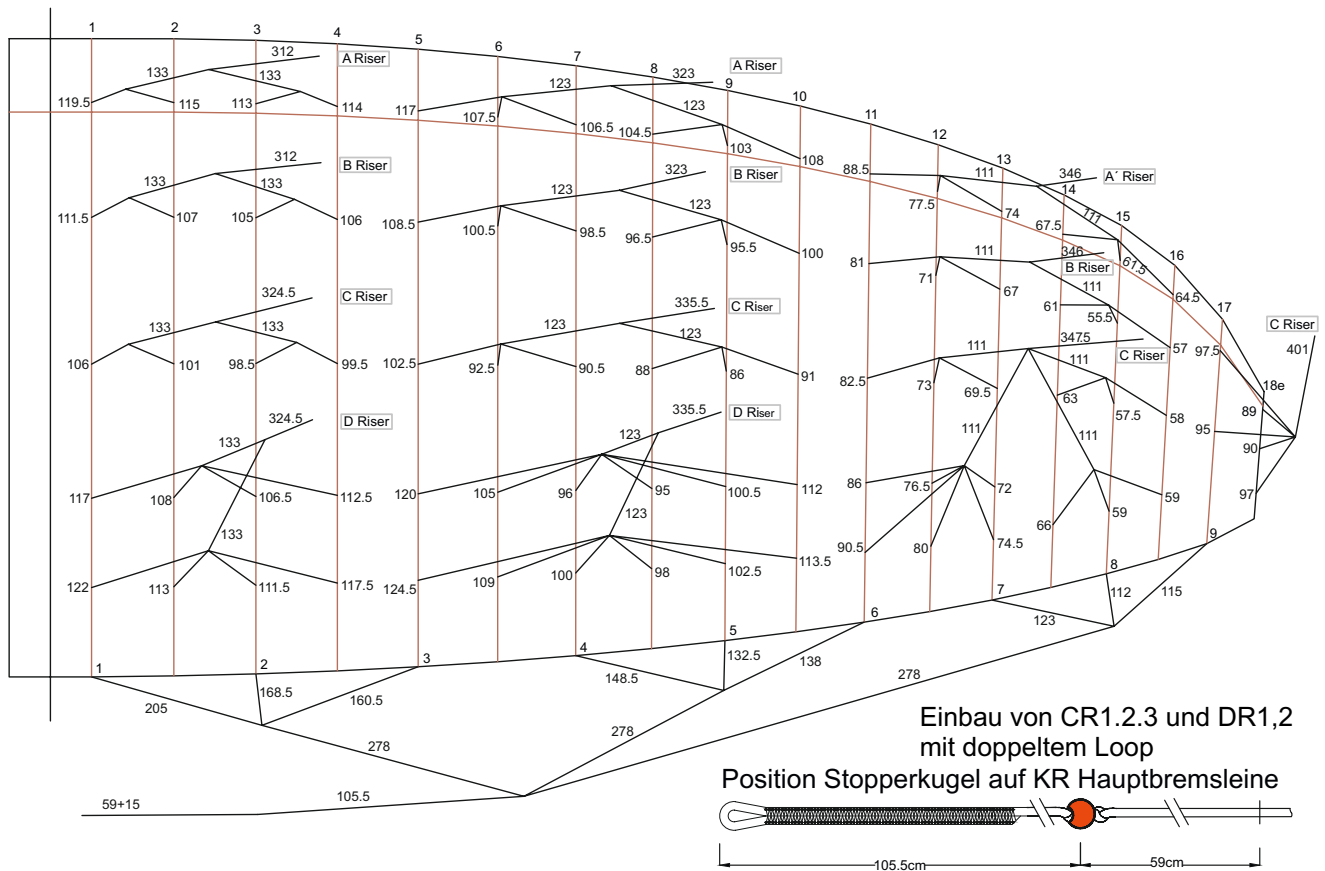 1 2 3 4 5 6 7 8 9 10 11 12 13 14 15 16 17 18e
312 A Riser
133 133
119.5 115 113 114
323 A Riser
123 123
117 107.5 106.5 104.5 103 108
346 A´ Riser
111 111
88.5 77.5 74 67.5 61.5 64.5
312 B Riser
133 133
111.5 107 105 106
323 B Riser
123 123
108.5 100.5 98.5 96.5 95.5 100
346 B Riser
111 111
81 71 67 61 55.5 57
324.5 C Riser
133 133
106 101 98.5 99.5
335.5 C Riser
123 123
102.5 92.5 90.5 88 86 91
347.5 C Riser
111 111
82.5 73 69.5 63 57.5 58
C Riser
401
97.5 89 95 90 97
324.5 D Riser
133
117 108 106.5 112.5
133
122 113 111.5 117.5
335.5 D Riser
123
120 105 96 95 100.5 112
123
124.5 109 100 98 102.5 113.5
111 111
86 76.5 72 59
90.5 80 74.5 66 59
1 2 3 4 5 6 7 8 9
205 168.5 160.5 148.5 132.5 138 123 112 115
278 278 278
59+15 105.5
Einbau von CR1.2.3 und DR1,2
mit doppeltem Loop
Position Stopperkugel auf KR Hauptbremsleine
105.5cm 59cm